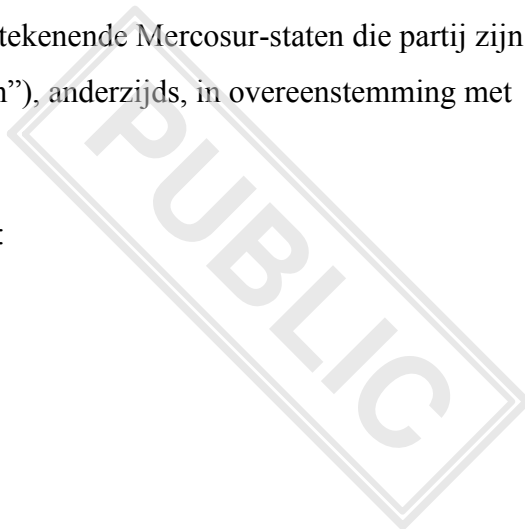 tekenende Mercosur-staten die partij zijn
”), anderzijds, in overeenstemming met
PUBLIC